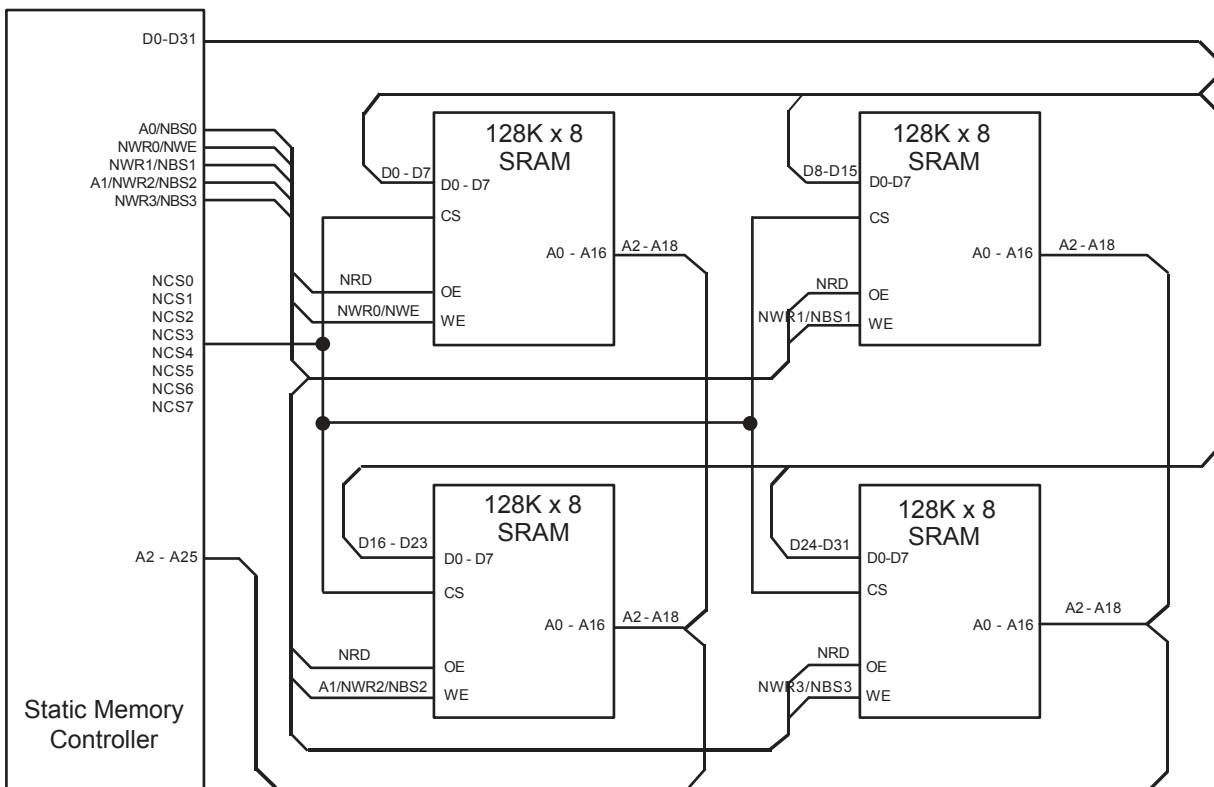 D0-D31
A0/NBS0
NWR0/NWE
NWR1/NBS1
A1/NWR2/NBS2
NWR3/NBS3
NCS0
NCS1
NCS2
NCS3
NCS4
NCS5
NCS6
NCS7
A2 - A25
Static Memory
Controller
128K x 8
SRAM
D0 - D7
D0 - D7
CS
A0 - A16
A2 - A18
NRD
OE
NWR0/NWE
WE
128K x 8
SRAM
D8-D15
D0-D7
CS
A0 - A16
A2 - A18
NRD
OE
NWR1/NBS1
WE
128K x 8
SRAM
D16 - D23
D0 - D7
CS
A0 - A16
A2 - A18
NRD
OE
A1/NWR2/NBS2
WE
128K x 8
SRAM
D24-D31
D0-D7
CS
A0 - A16
A2 - A18
NRD
OE
NWR3/NBS3
WE